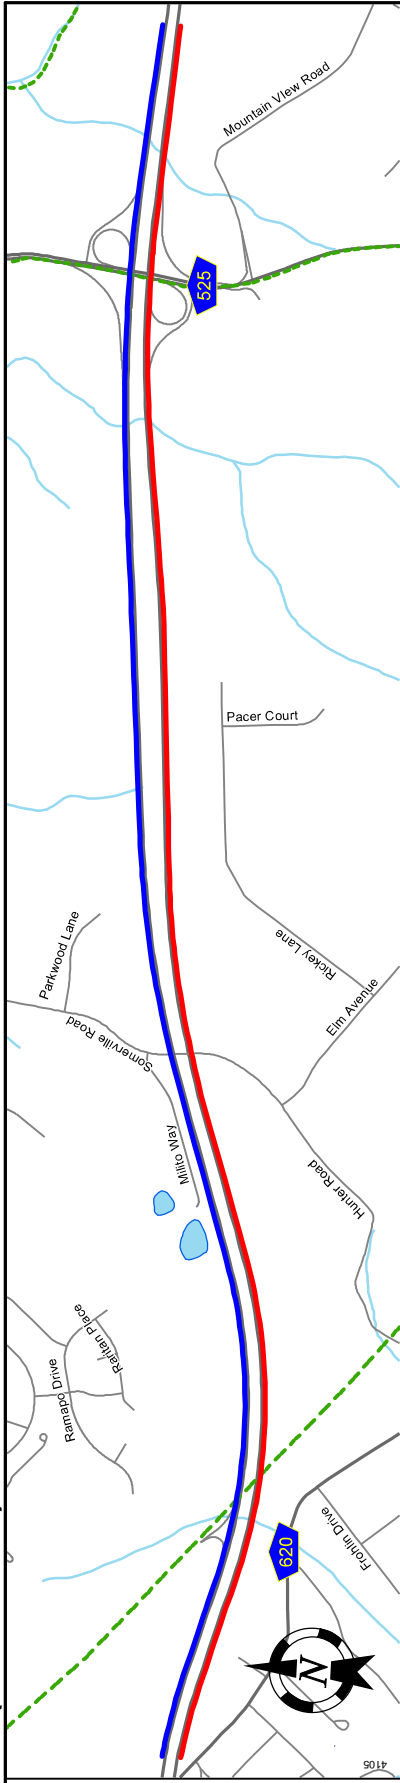 Mountain View Road
525
Pacer Court
Parkwood Lane
Rickey Lane
Elm Avenue
Somerville Road
Milito Way
Hunter Road
Raritan Place
Ramapo Drive
Frohlin Drive
620
N
4105